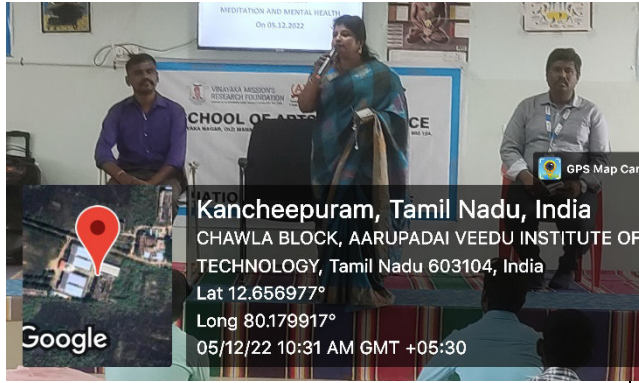 MEDITATION AND MENTAL HEALTH
On 05.12.2022
VINAYAKA MISSION'S
RESEARCH FOUNDATION
SCHOOL OF ARTS
GPS Map Car
Kancheepuram, Tamil Nadu, India
CHAWLA BLOCK, AARUPADAI VEEDU INSTITUTE OF
TECHNOLOGY, Tamil Nadu 603104, India
Lat 12.656977°
Long 80.179917°
05/12/22 10:31 AM GMT +05:30
Google